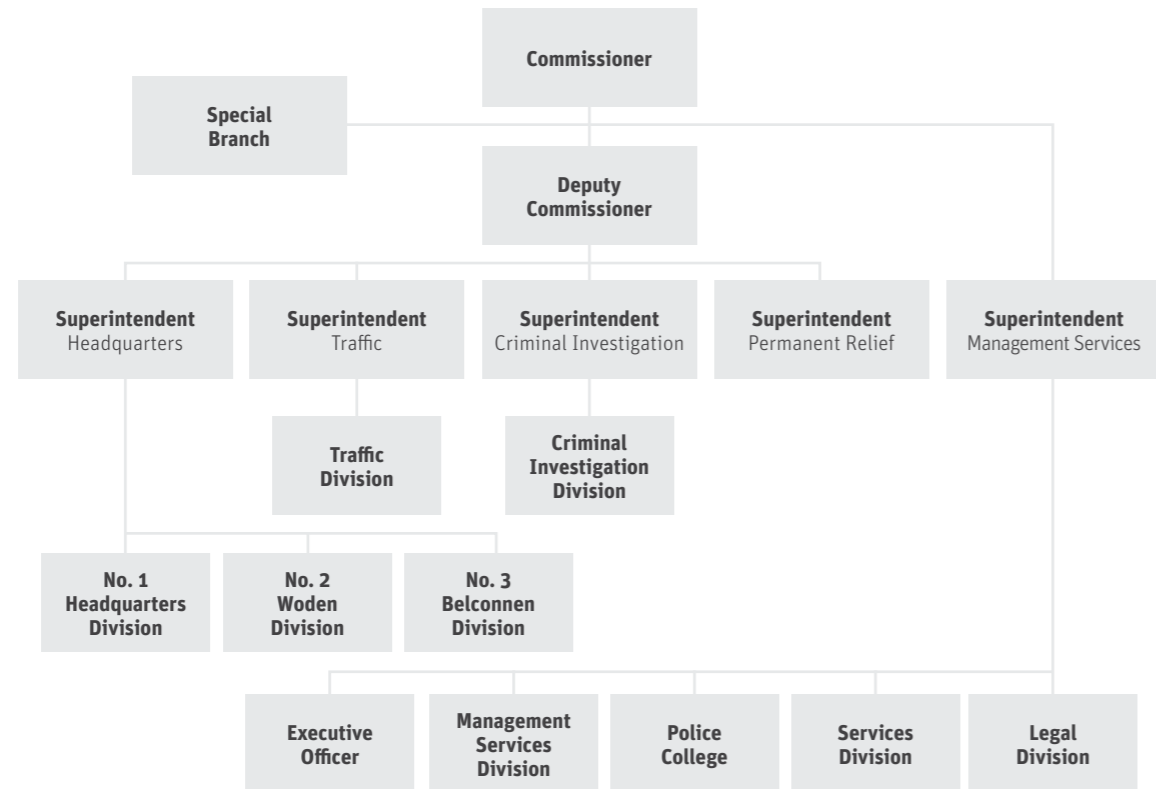 Commissioner
Special
Branch
Deputy
Commissioner
Superintendent
Headquarters
Superintendent
Traffic
Superintendent
Criminal Investigation
Superintendent
Permanent Relief
Superintendent
Management Services
Traffic
Division
Criminal
Investigation
Division
No. 1
Headquarters
Division
No. 2
Woden
Division
No. 3
Belconnen
Division
Executive
Officer
Management
Services
Division
Police
College
Services
Division
Legal
Division